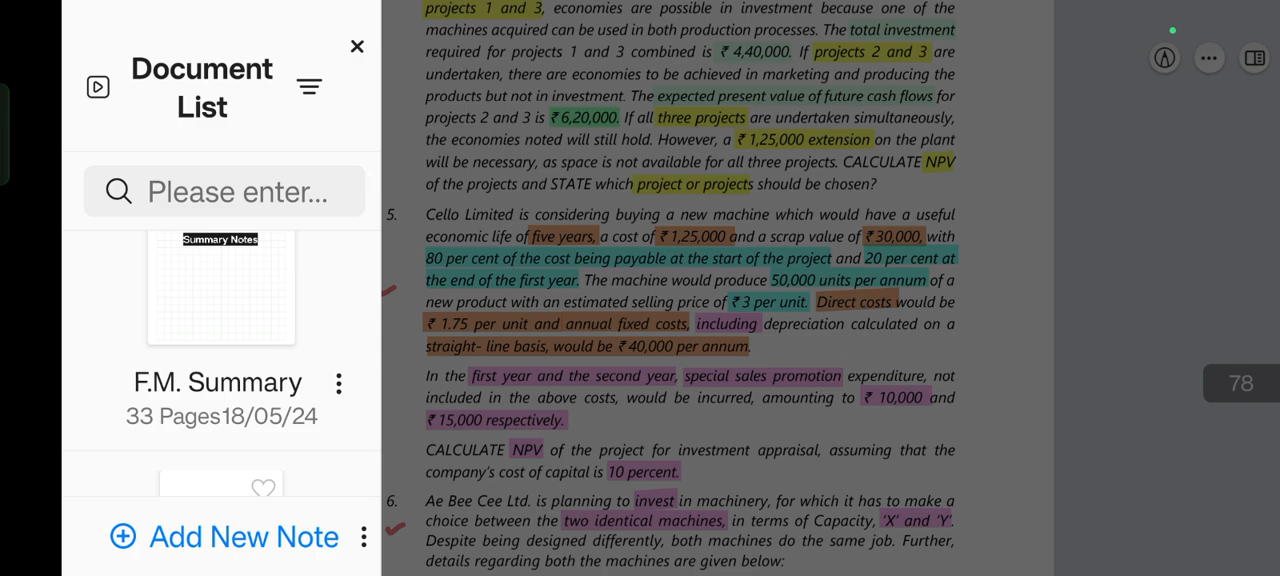 Document
List
Please enter...
Summary Notes
F.M. Summary
33 Pages18/05/24
Add New Note
projects 1 and 3, economies are possible in investment because one of the
machines acquired can be used in both production processes. The total investment
required for projects 1 and 3 combined is ₹ 4,40,000. If projects 2 and 3 are
undertaken, there are economies to be achieved in marketing and producing the
products but not in investment. The expected present value of future cash flows for
projects 2 and 3 is ₹6,20,000. If all three projects are undertaken simultaneously,
the economies noted will still hold. However, a ₹ 1,25,000 extension on the plant
will be necessary, as space is not available for all three projects. CALCULATE NPV
of the projects and STATE which project or projects should be chosen?
5. Cello Limited is considering buying a new machine which would have a useful
economic life of five years, a cost of ₹ 1,25,000 and a scrap value of ₹30,000, with
80 per cent of the cost being payable at the start of the project and 20 per cent at
the end of the first year. The machine would produce 50,000 units per annum of a
new product with an estimated selling price of ₹ 3 per unit. Direct costs would be
₹ 1.75 per unit and annual fixed costs, including depreciation calculated on a
straight- line basis, would be ₹ 40,000 per annum.
In the first year and the second year, special sales promotion expenditure, not
included in the above costs, would be incurred, amounting to ₹ 10,000 and
₹ 15,000 respectively.
CALCULATE NPV of the project for investment appraisal, assuming that the
company's cost of capital is 10 percent.
6. Ae Bee Cee Ltd. is planning to invest in machinery, for which it has to make a
choice between the two identical machines, in terms of Capacity, 'X' and 'Y'.
Despite being designed differently, both machines do the same job. Further,
details regarding both the machines are given below:
78